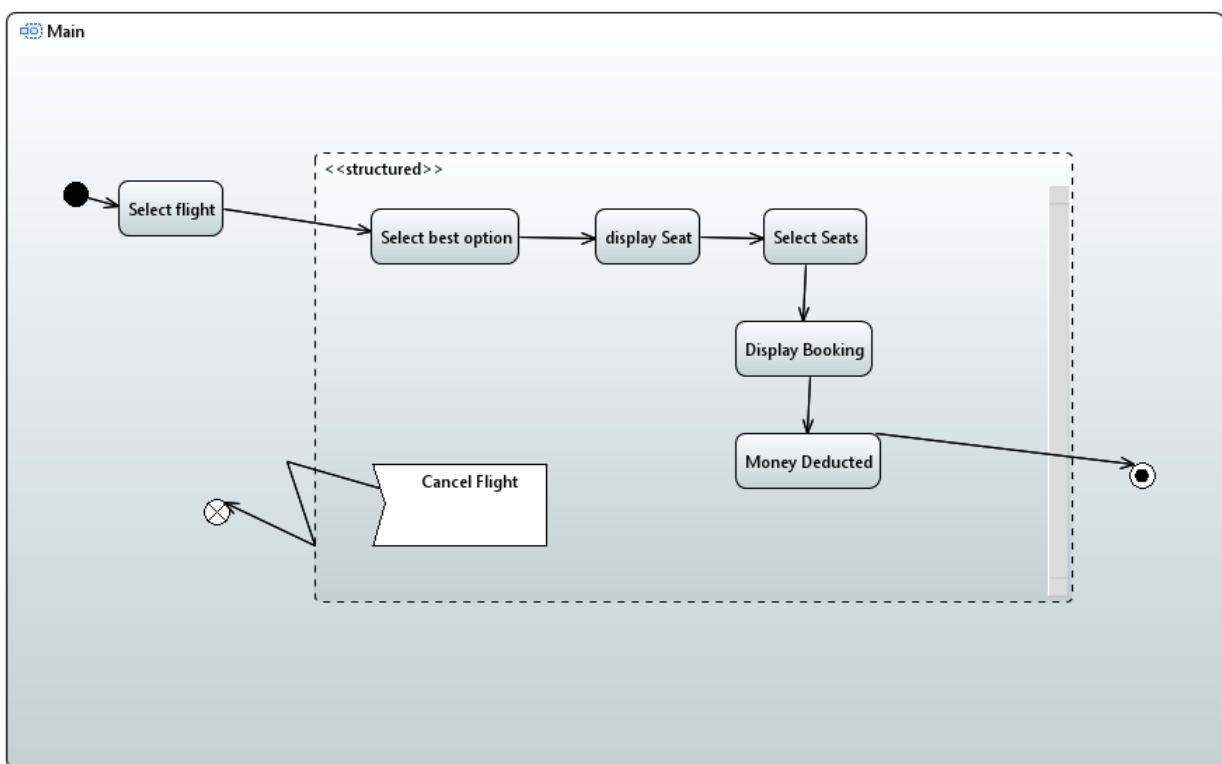 Main
<<structured>>
Select flight
Select best option
display Seat
Select Seats
Display Booking
Money Deducted
Cancel Flight